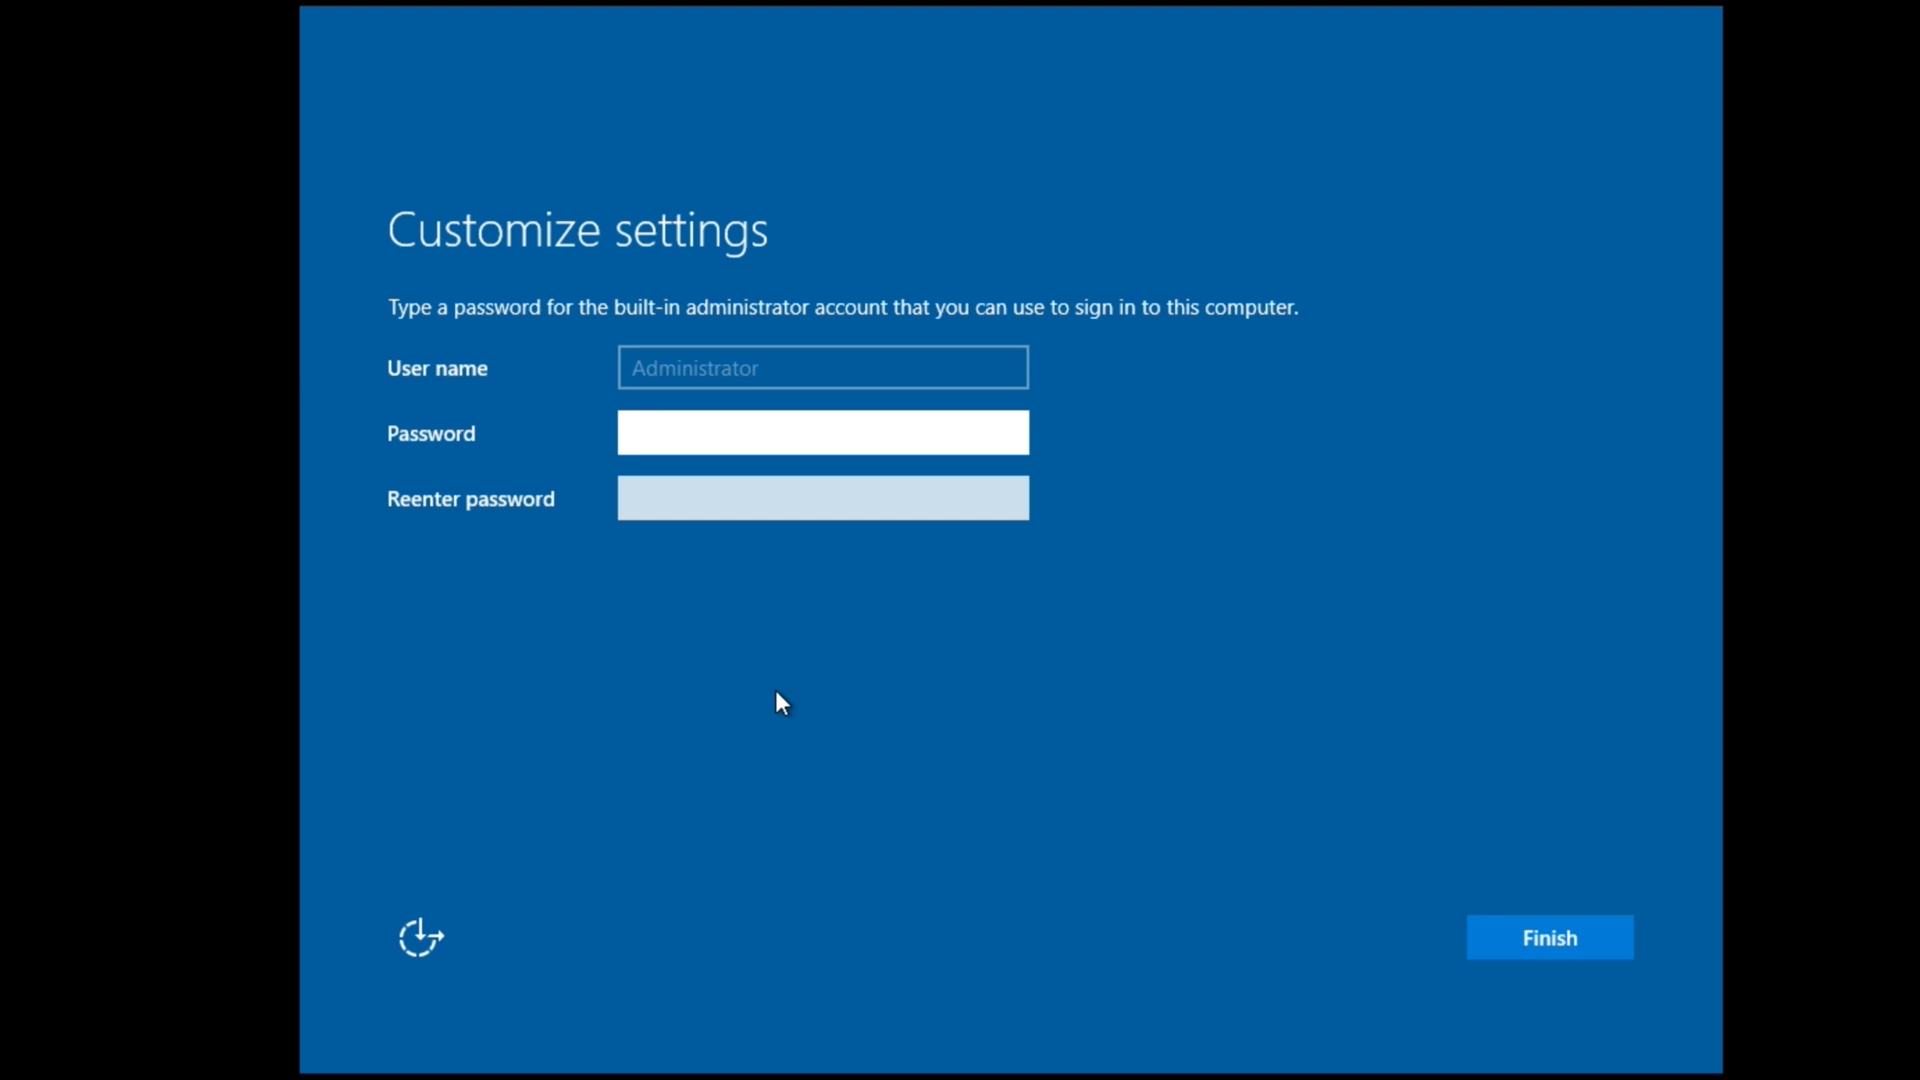 Customize settings
Type a password for the built-in administrator account that you can use to sign in to this computer.
User name
Administrator
Password
Reenter password
Finish